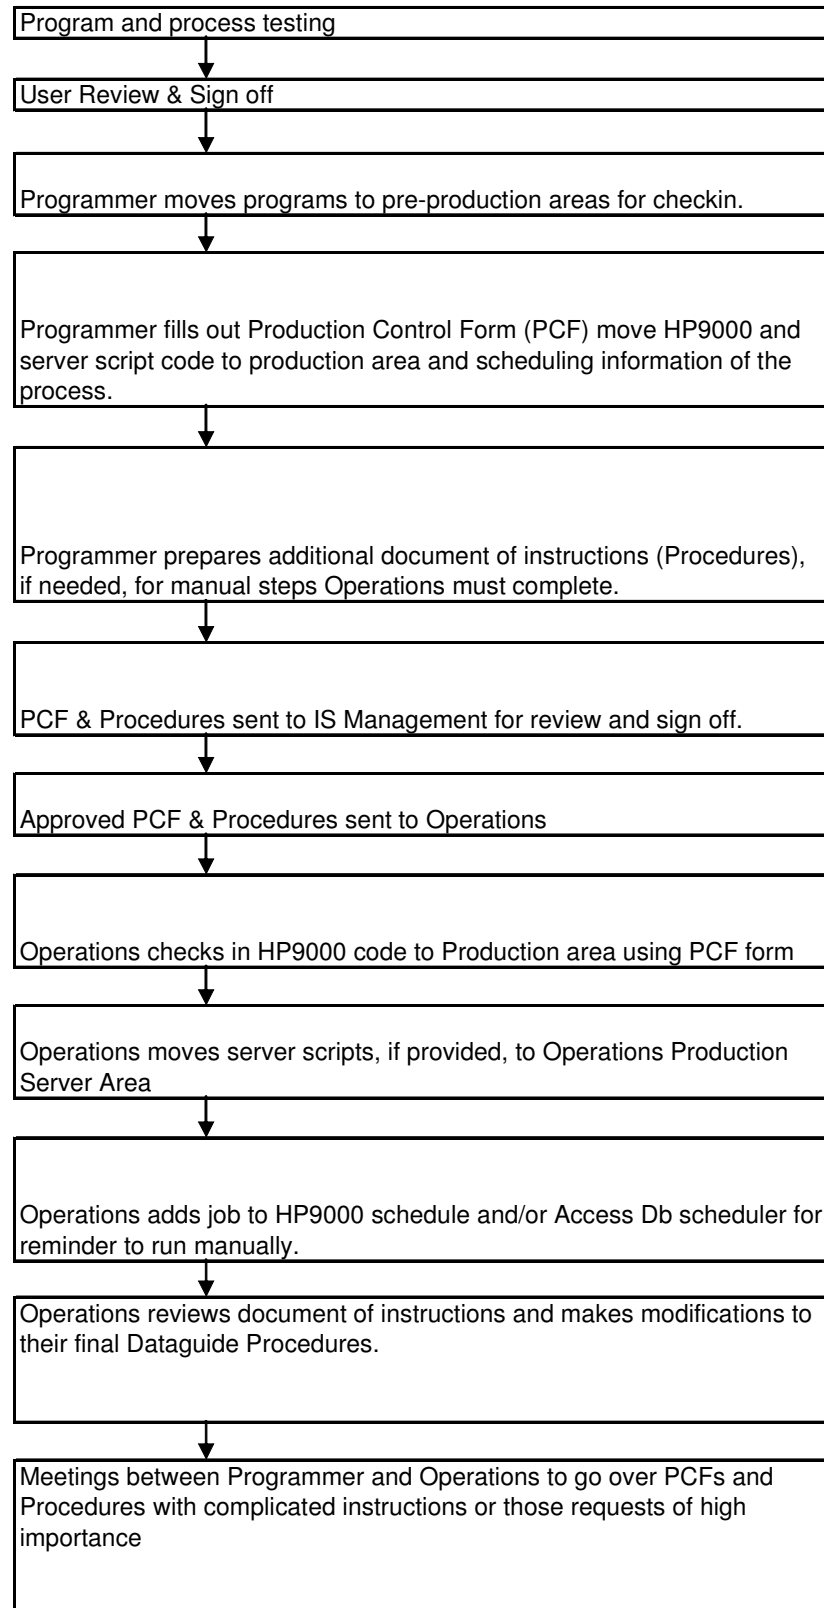 Program and process testing
User Review & Sign off
Programmer moves programs to pre-production areas for checkin.
Programmer fills out Production Control Form (PCF) move HP9000 and
server script code to production area and scheduling information of the
process.
Programmer prepares additional document of instructions (Procedures),
if needed, for manual steps Operations must complete.
PCF & Procedures sent to IS Management for review and sign off.
Approved PCF & Procedures sent to Operations
Operations checks in HP9000 code to Production area using PCF form
Operations moves server scripts, if provided, to Operations Production
Server Area
Operations adds job to HP9000 schedule and/or Access Db scheduler for
reminder to run manually.
Operations reviews document of instructions and makes modifications to
their final Dataguide Procedures.
Meetings between Programmer and Operations to go over PCFs and
Procedures with complicated instructions or those requests of high
importance